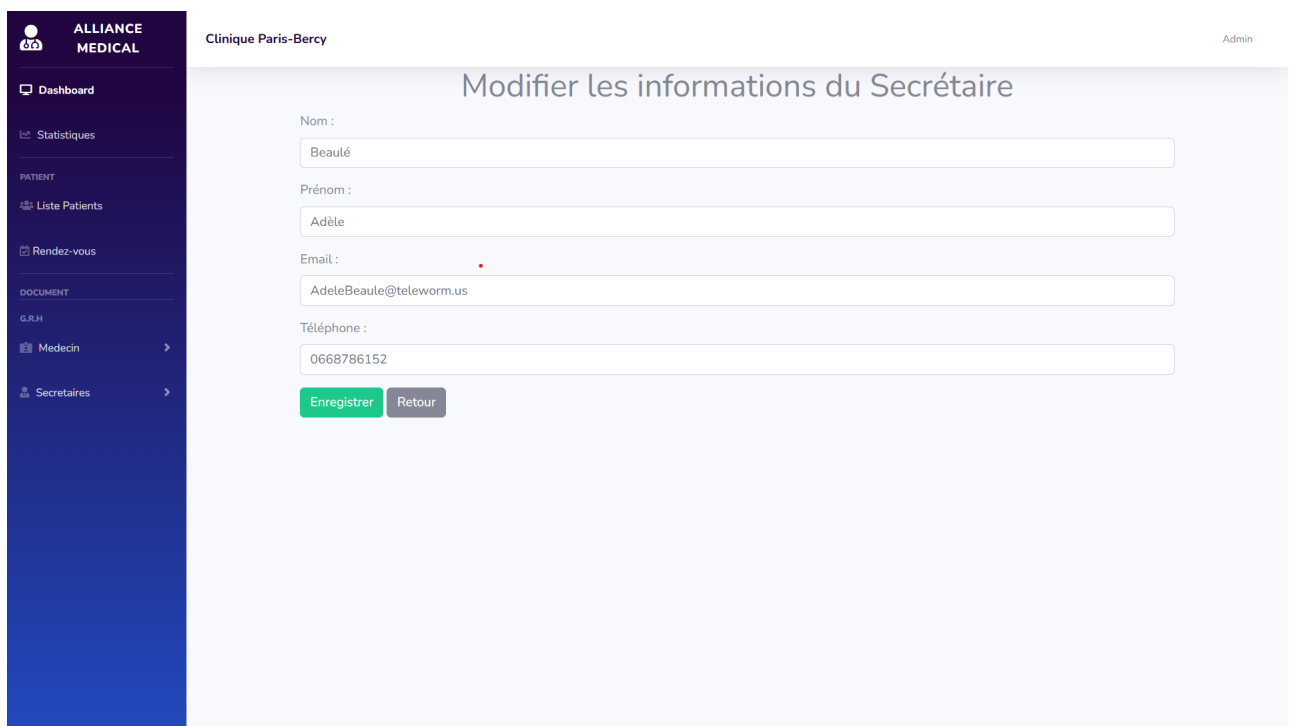 ALLIANCE
MEDICAL
Dashboard
Statistiques
PATIENT
Liste Patients
Rendez-vous
DOCUMENT
G.R.H
Medecin
Secretaires
Clinique Paris-Bercy
Admin
Modifier les informations du Secrétaire
Nom :
Beaulé
Prénom :
Adèle
Email :
AdeleBeaule@teleworm.us
Téléphone :
0668786152
Enregistrer
Retour